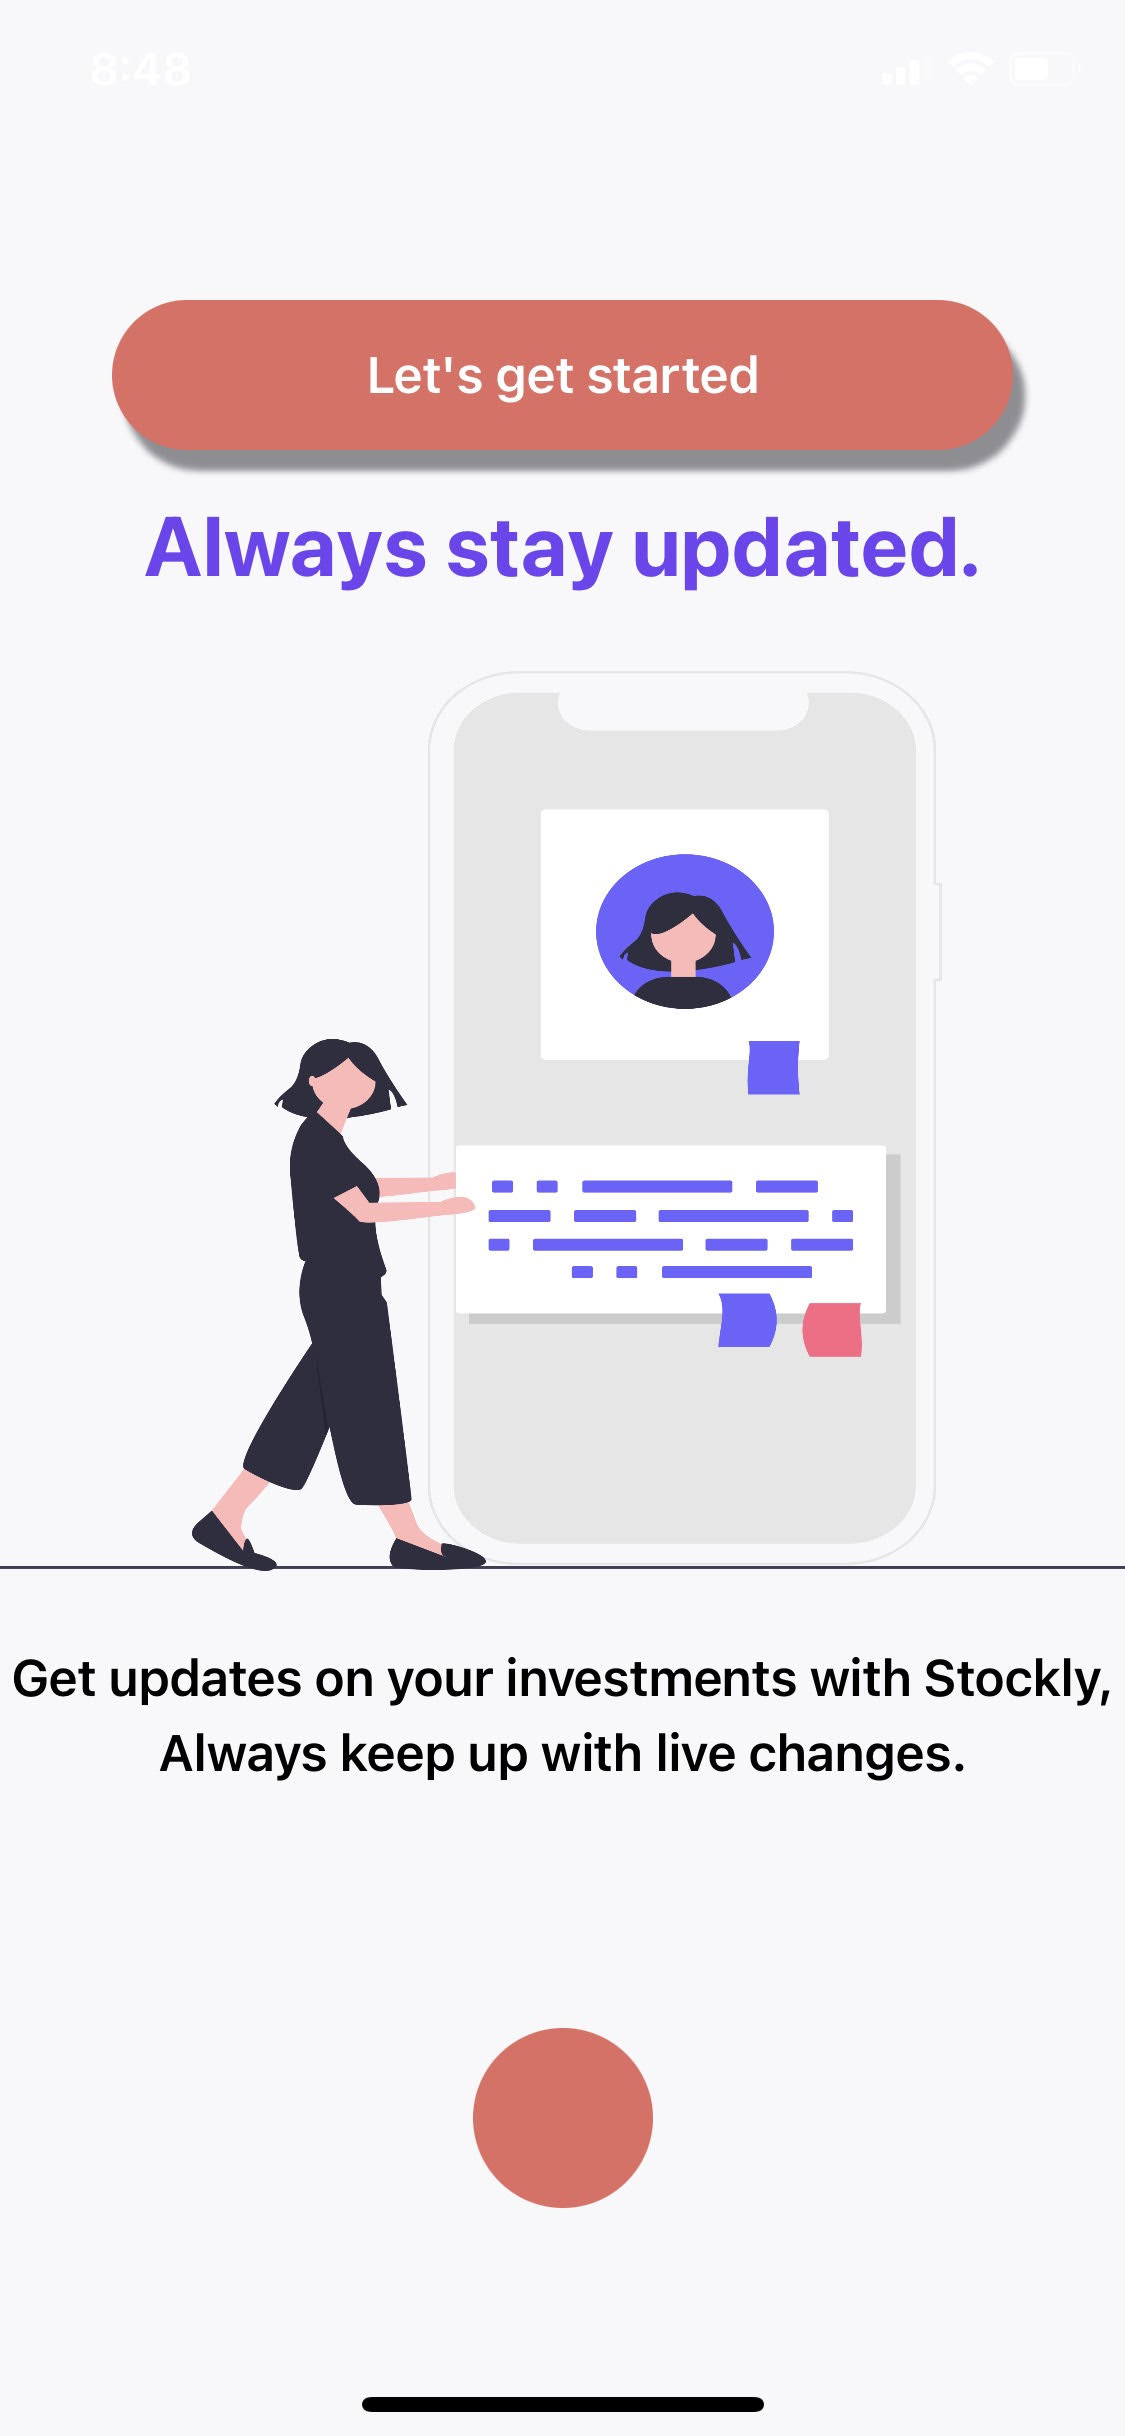 8:48
Let's get started
Always stay updated.
Get updates on your investments with Stockly,
Always keep up with live changes.